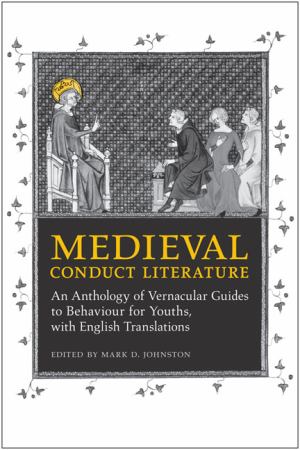 MEDIEVAL
CONDUCT LITERATURE
An Anthology of Vernacular Guides
to Behaviour for Youths,
with English Translations
EDITED BY MARK D. JOHNSTON